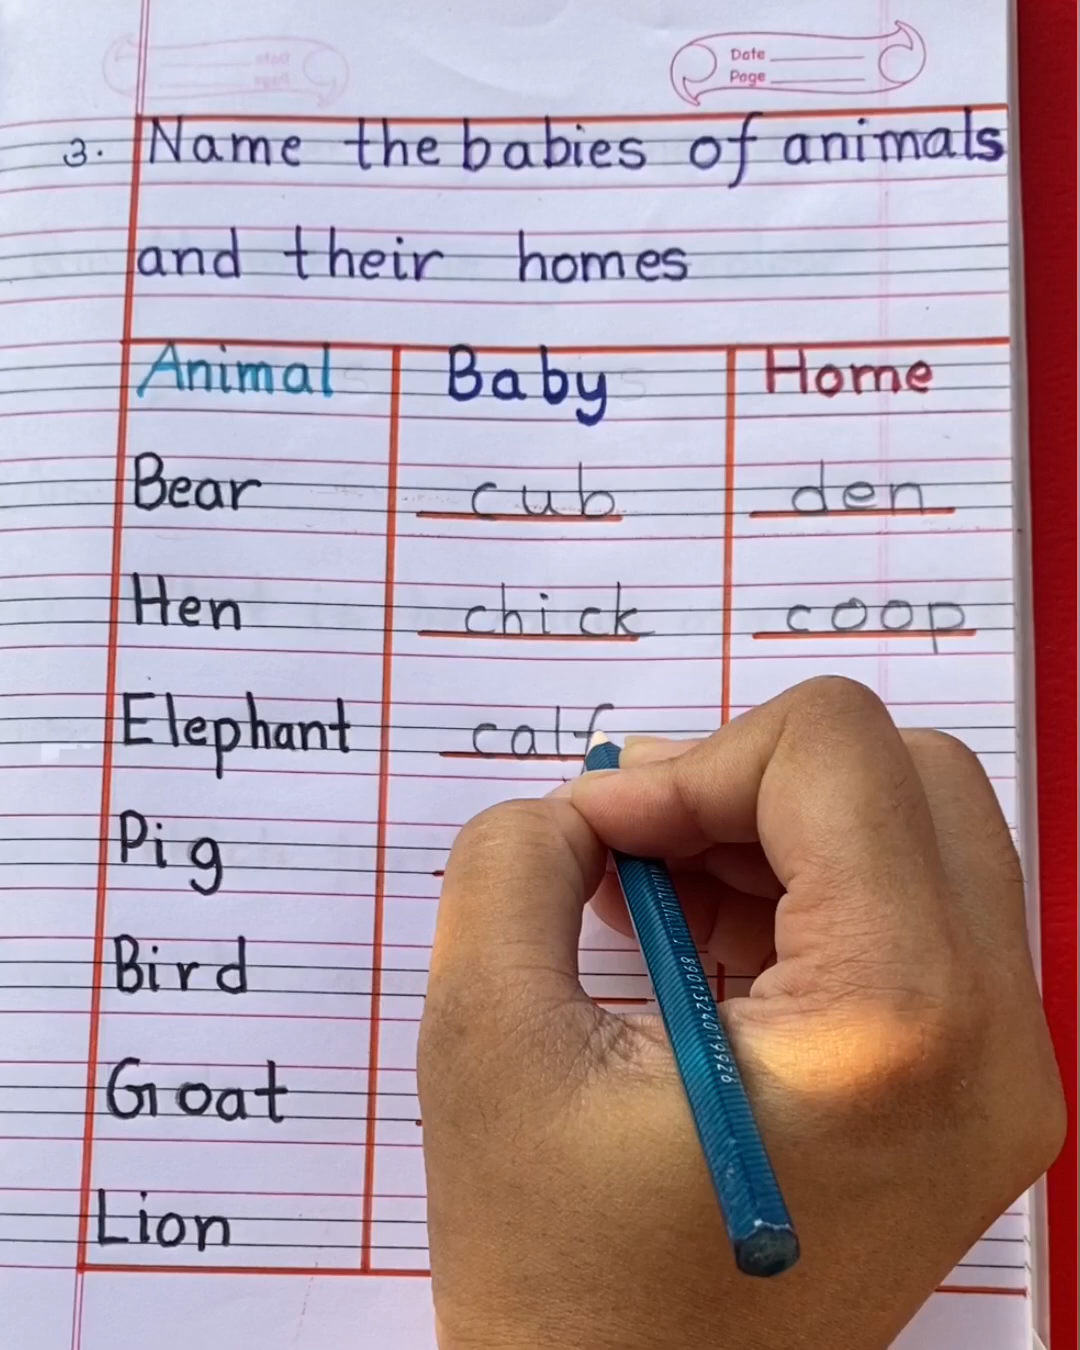 Date
Page
3. Name the babies of animals
and their homes
Animal Baby Home
Bear cub den
Hen chick coop
Elephant calf
Pig
Bird
Goat
Lion
8901324019926